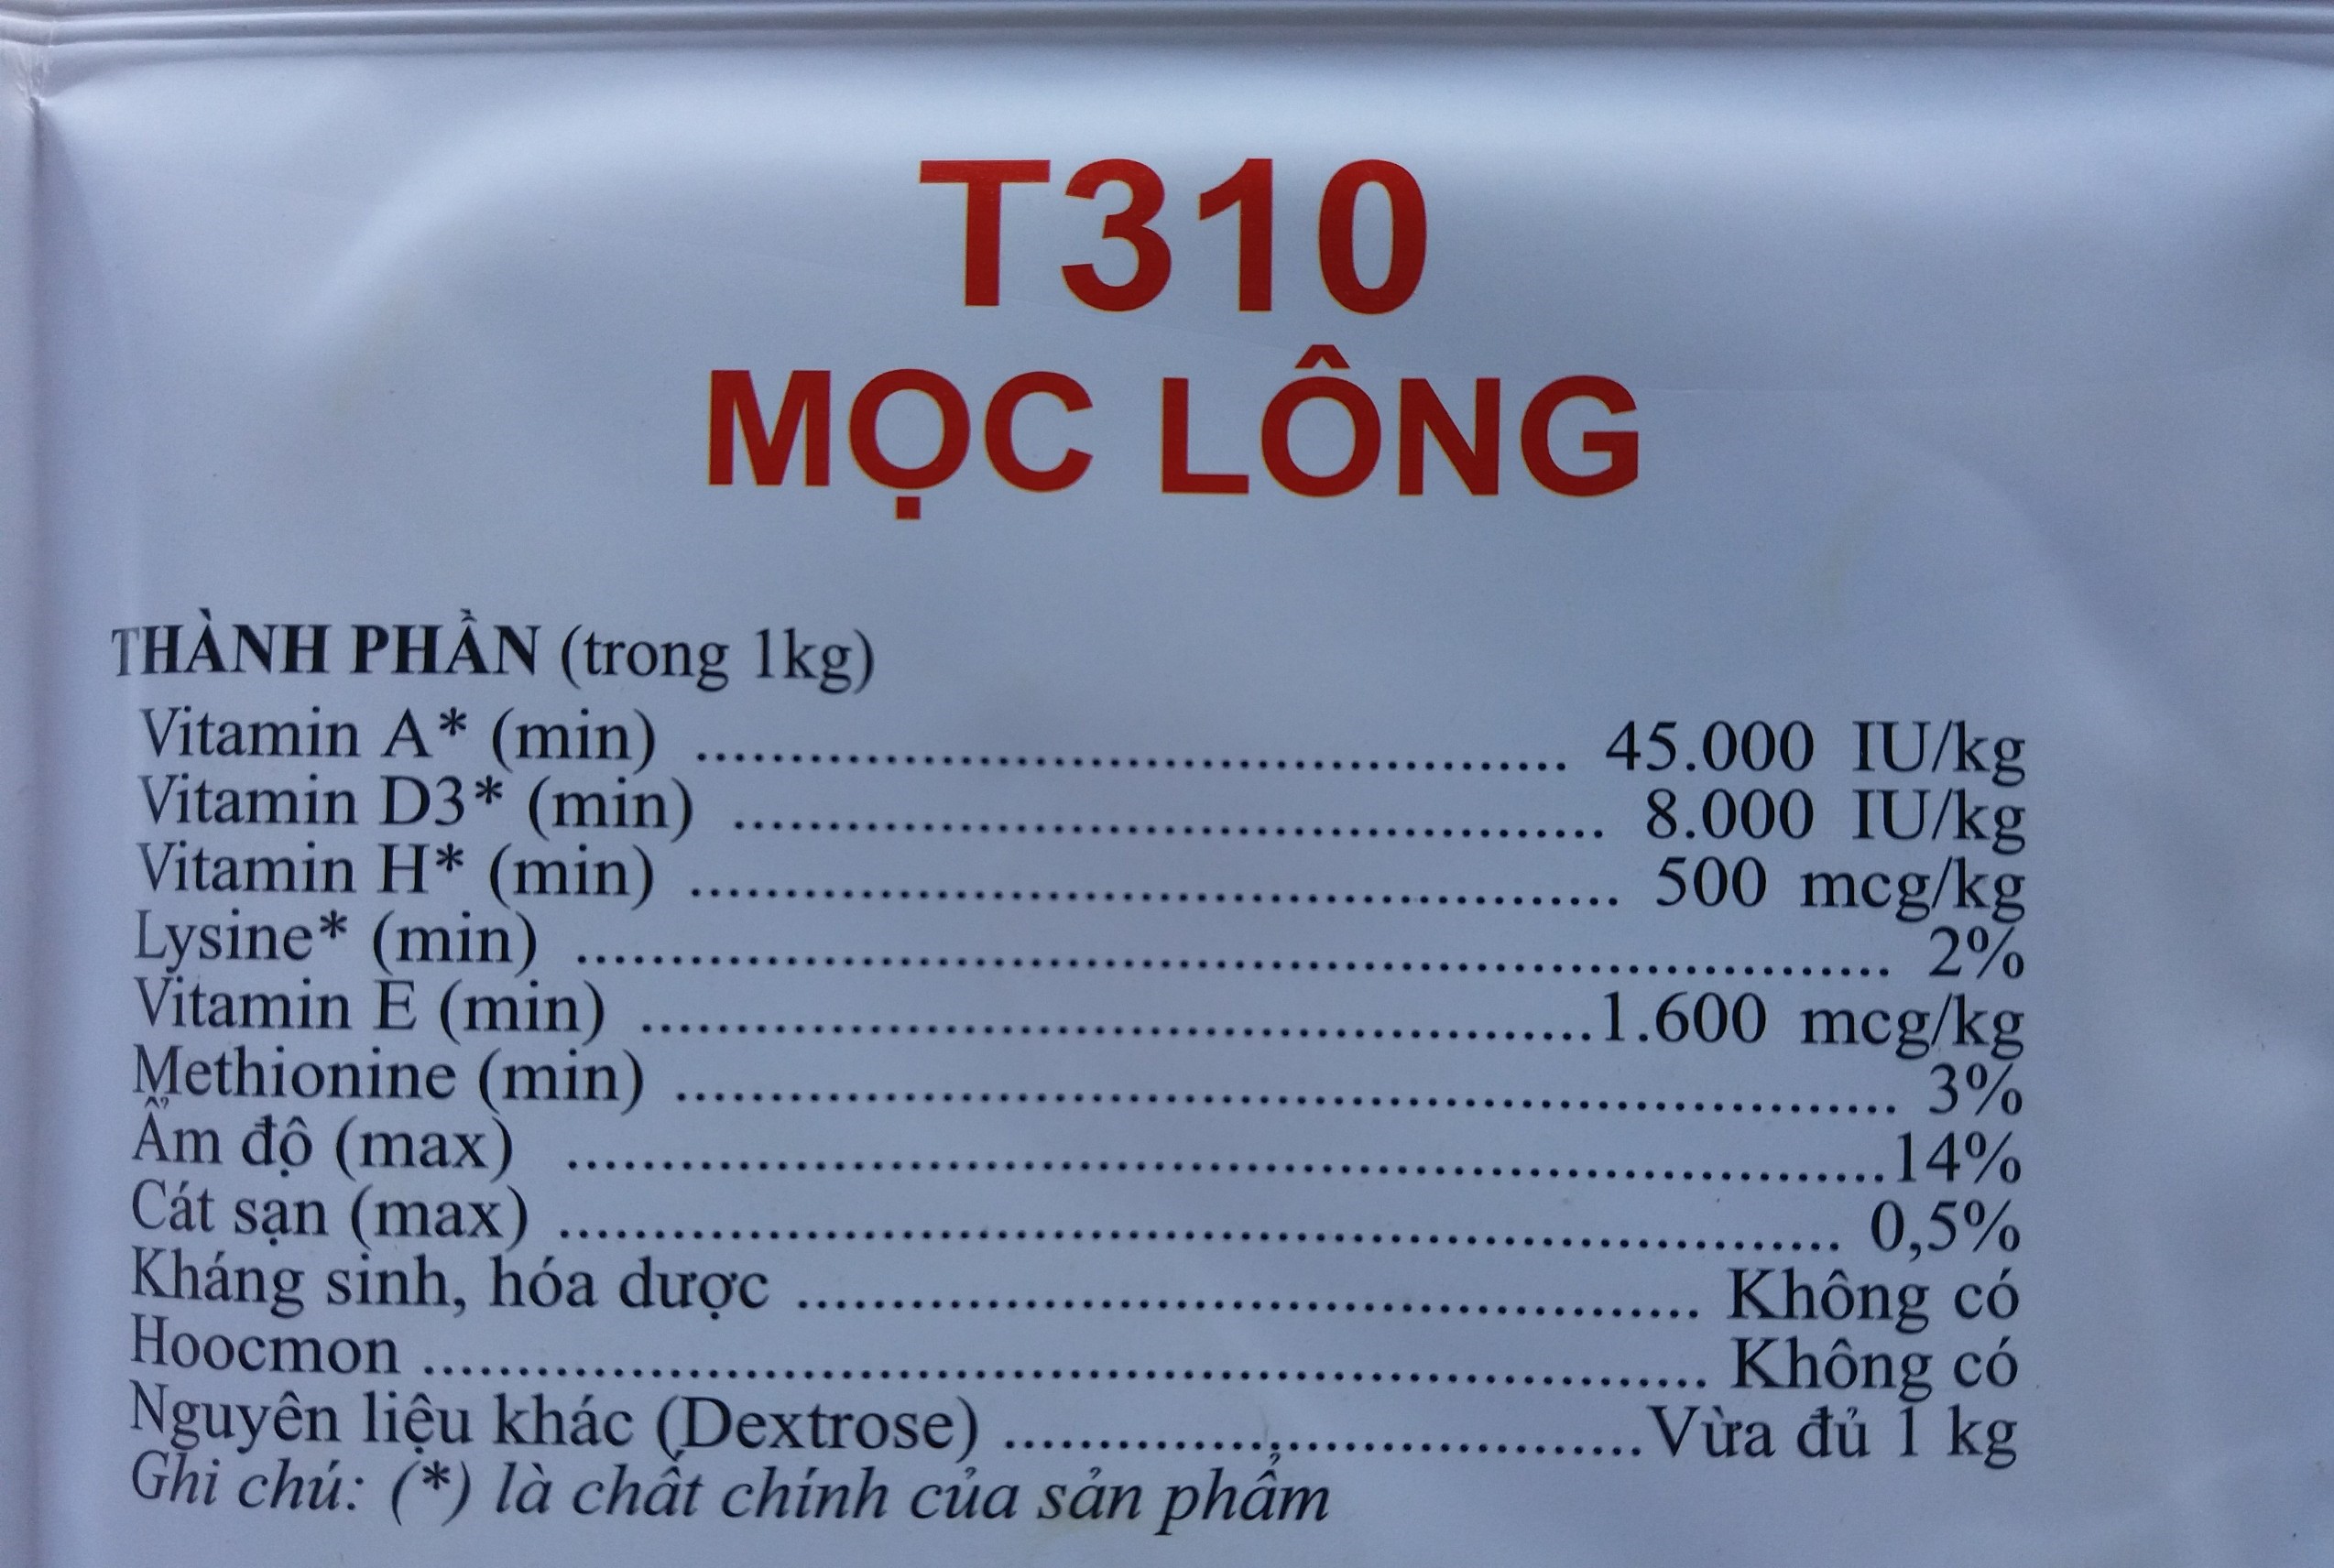 T310
MỌC LÔNG
THÀNH PHẦN (trong 1kg)
Vitamin A* (min) ........................................................ 45.000 IU/kg
Vitamin D3* (min) ........................................................ 8.000 IU/kg
Vitamin H* (min) ........................................................ 500 mcg/kg
Lysine* (min) ........................................................ 2%
Vitamin E (min) ........................................................1.600 mcg/kg
Methionine (min) ........................................................ 3%
Ẩm độ (max) ........................................................14%
Cát sạn (max) ........................................................ 0,5%
Kháng sinh, hóa dược ........................................................ Không có
Hoocmon ........................................................ Không có
Nguyên liệu khác (Dextrose) ........................................Vừa đủ 1 kg
Ghi chú: (*) là chất chính của sản phẩm